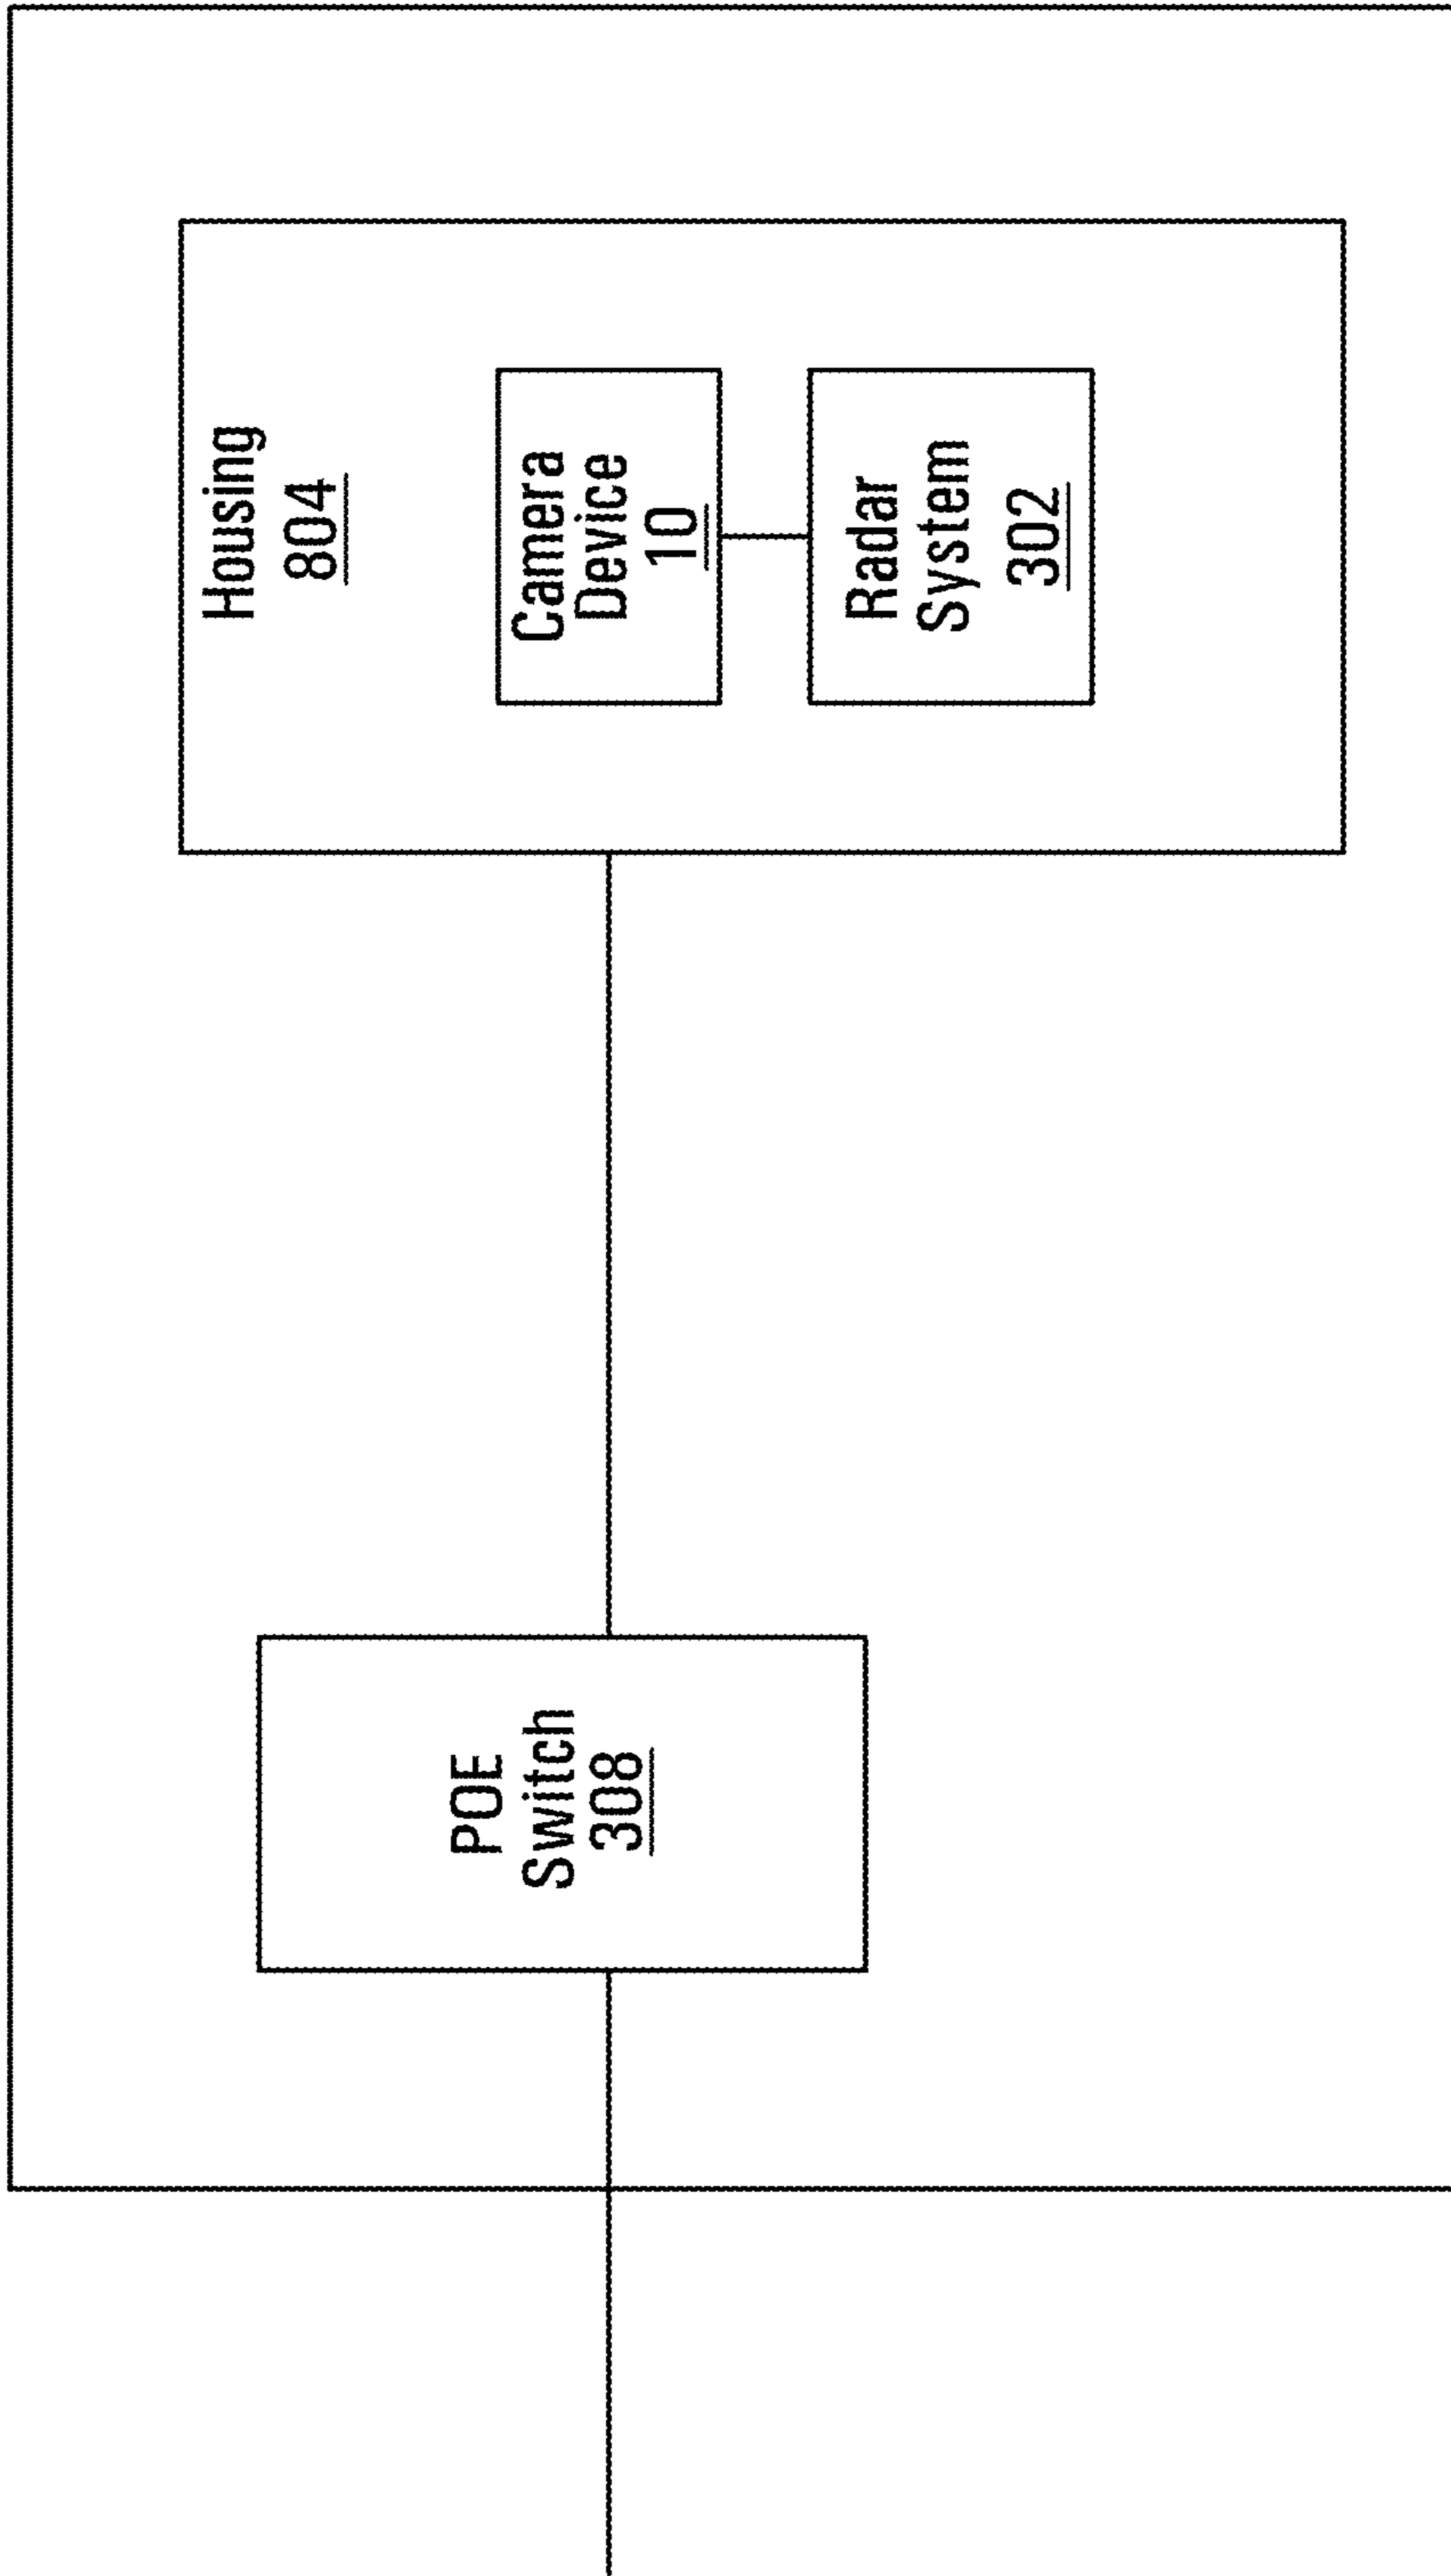 POE
Switch
308
Housing
804
Camera
Device
10
Radar
System
302